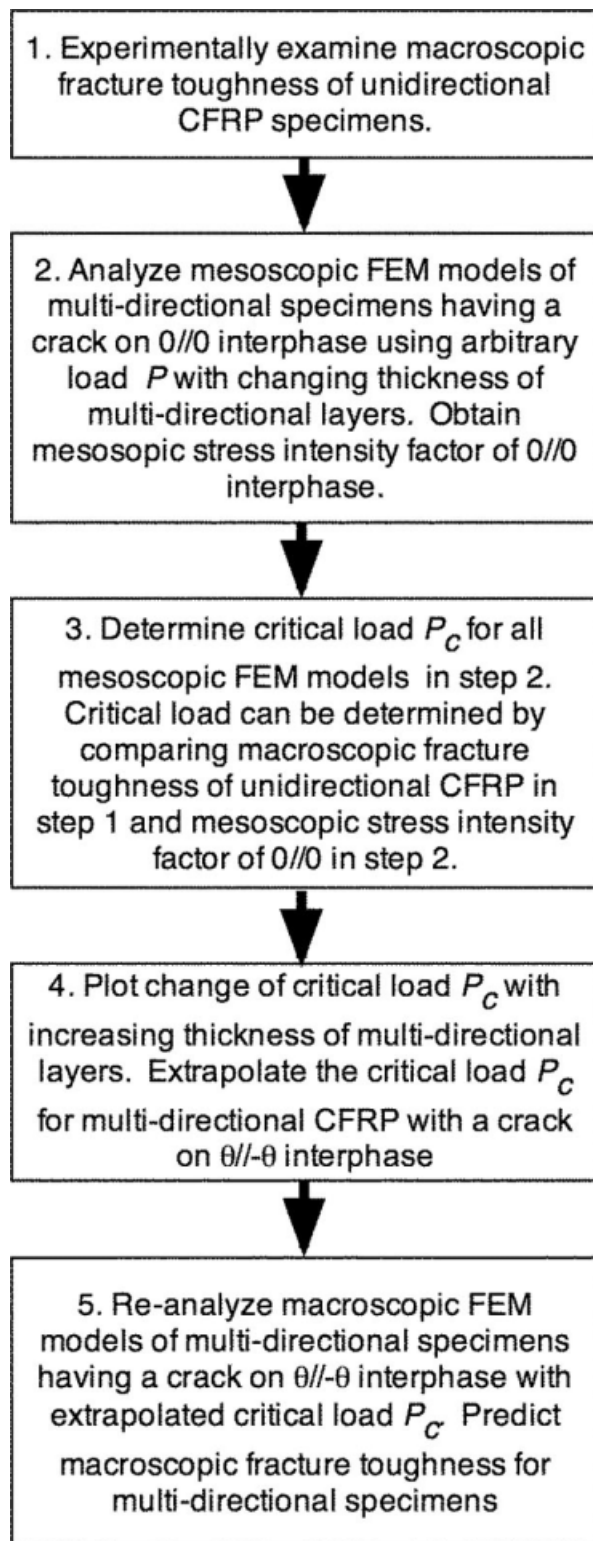 1. Experimentally examine macroscopic
fracture toughness of unidirectional
CFRP specimens.
2. Analyze mesoscopic FEM models of
multi-directional specimens having a
crack on 0//0 interphase using arbitrary
load P with changing thickness of
multi-directional layers. Obtain
mesosopic stress intensity factor of 0//0
interphase.
3. Determine critical load Pc for all
mesoscopic FEM models in step 2.
Critical load can be determined by
comparing macroscopic fracture
toughness of unidirectional CFRP in
step 1 and mesoscopic stress intensity
factor of 0//0 in step 2.
4. Plot change of critical load Pc with
increasing thickness of multi-directional
layers. Extrapolate the critical load Pc
for multi-directional CFRP with a crack
on θ//-θ interphase
5. Re-analyze macroscopic FEM
models of multi-directional specimens
having a crack on θ//-θ interphase with
extrapolated critical load Pc. Predict
macroscopic fracture toughness for
multi-directional specimens